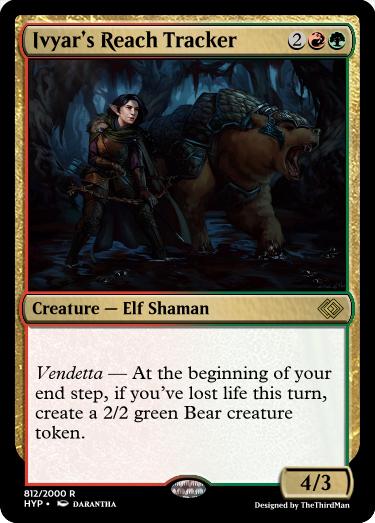 Ivyar's Reach Tracker 2
Creature — Elf Shaman
Vendetta — At the beginning of your
end step, if you've lost life this turn,
create a 2/2 green Bear creature
token.
4/3
812/2000 R
HYP • DARANTHA
Designed by TheThirdMan